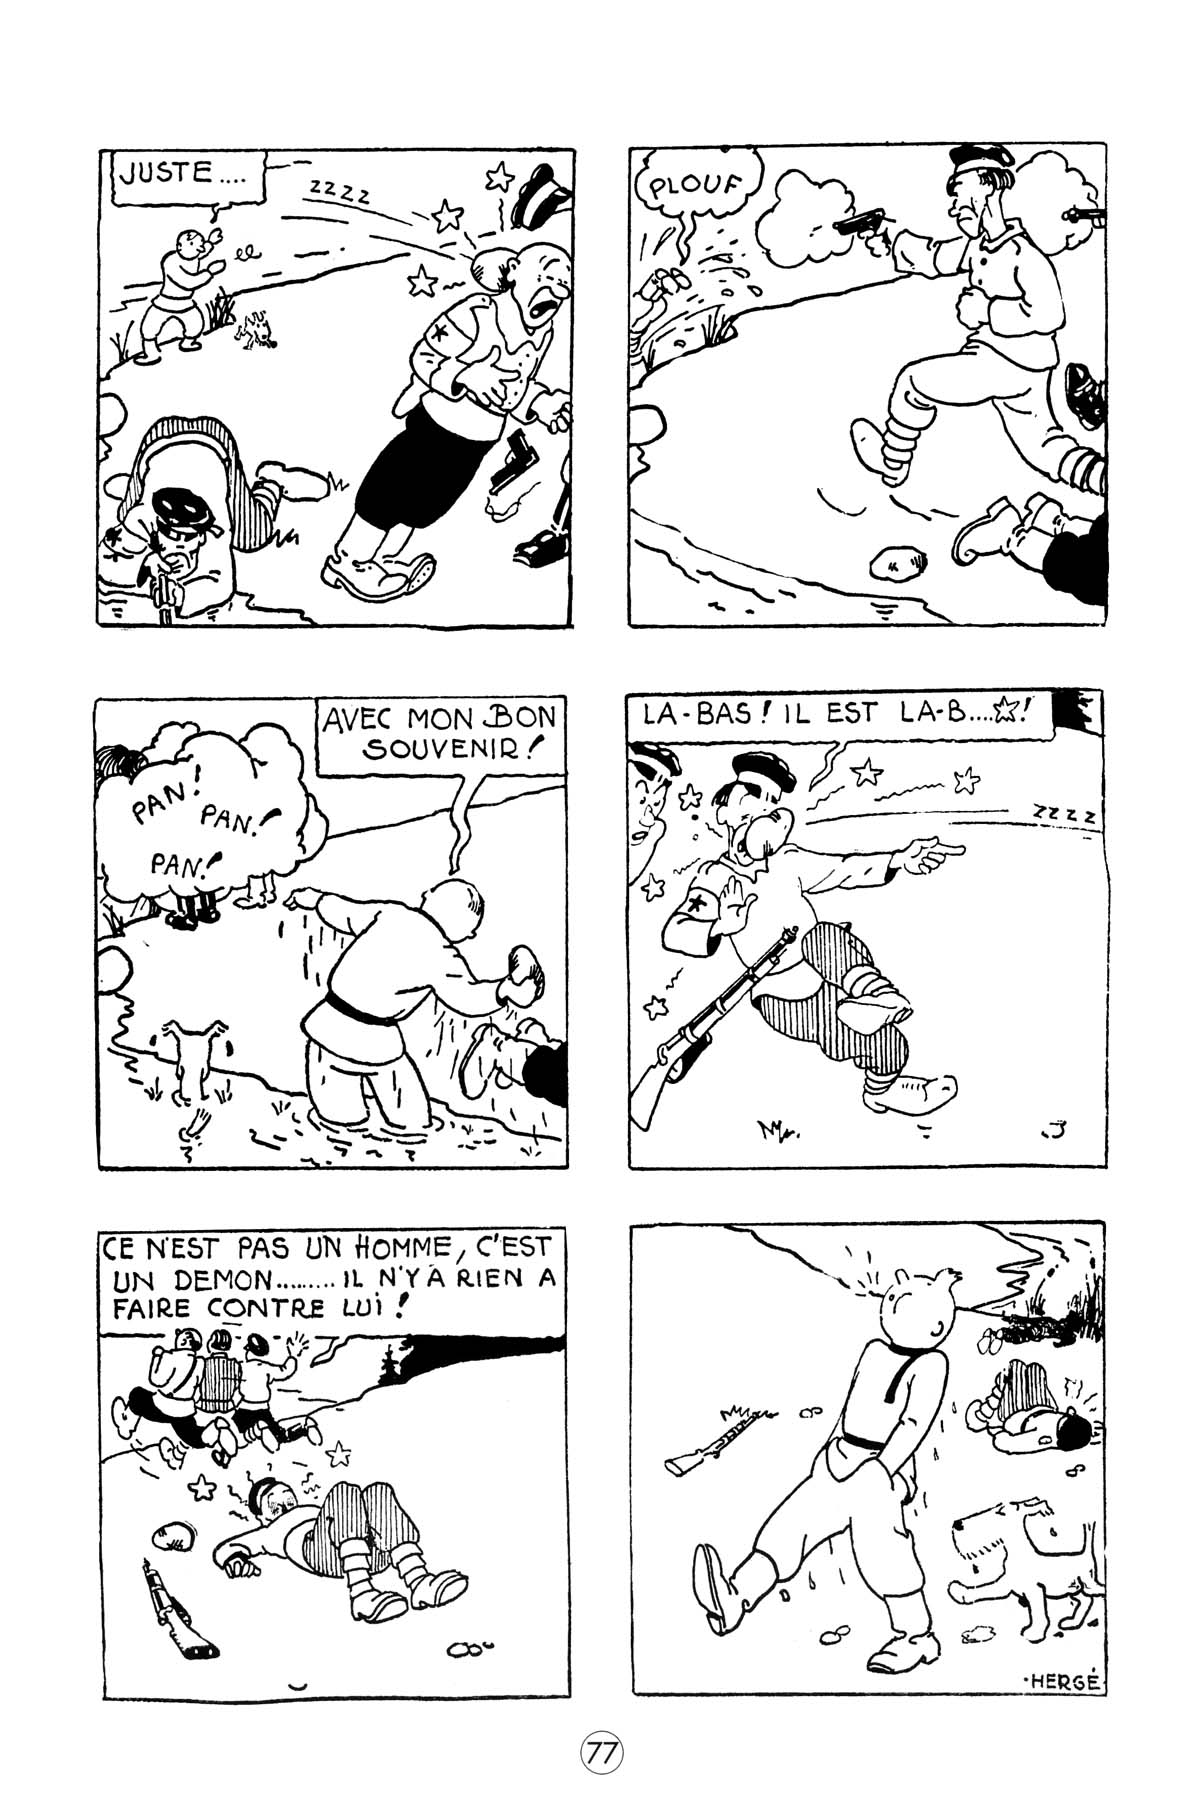 JUSTE....
ZZZZ
PLOUF
AVEC MON BON
SOUVENIR!
PAN!
PAN!
PAN!
LA-BAS! IL EST LA-B....☆!
ZZZZ
CE N'EST PAS UN HOMME, C'EST
UN DEMON......... IL N'Y A RIEN A
FAIRE CONTRE LUI!
·HERGÉ
77